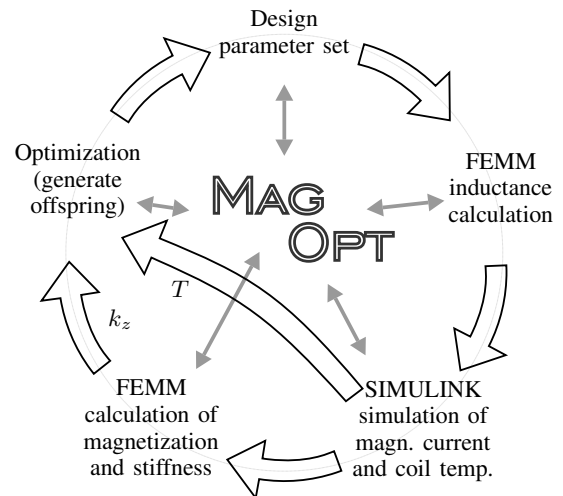 Design
parameter set
FEMM
inductance
calculation
SIMULINK
simulation of
magn. current
and coil temp.
FEMM
calculation of
magnetization
and stiffness
Optimization
(generate
offspring)
MAG
OPT
T
k_z